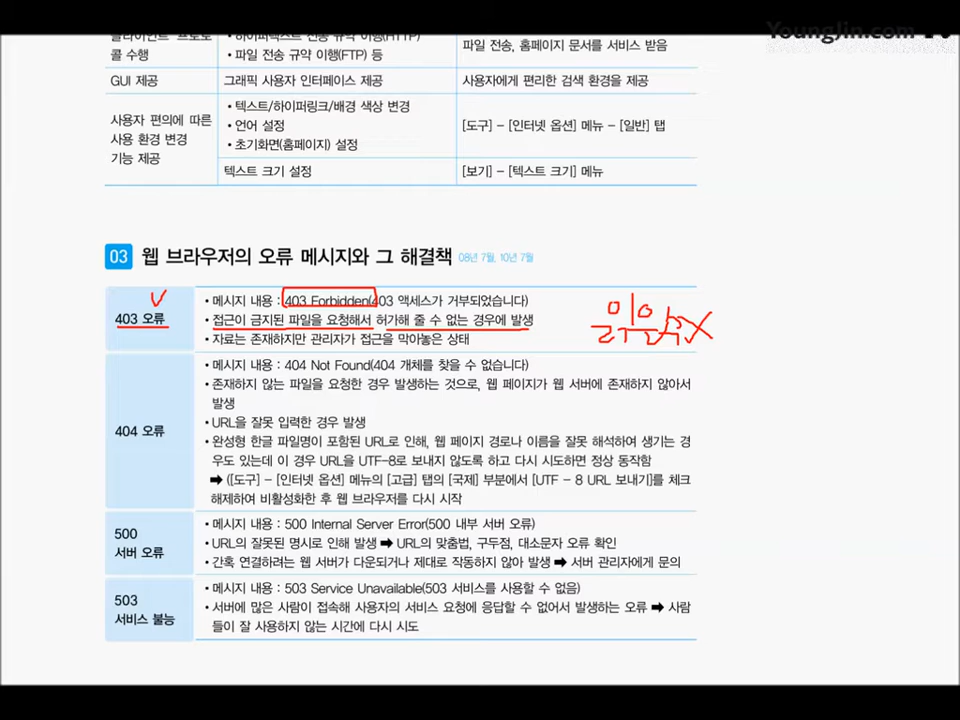 Younglin.com
클라이언트 프로토 • 하이퍼텍스트 전송 규약 이행(HTTP)
콜 수행 • 파일 전송 규약 이행(FTP) 등 파일 전송, 홈페이지 문서를 서비스 받음
GUI 제공 그래픽 사용자 인터페이스 제공 사용자에게 편리한 검색 환경을 제공
사용자 편의에 따른
사용 환경 변경
기능 제공
• 텍스트/하이퍼링크/배경 색상 변경
• 언어 설정
• 초기화면(홈페이지) 설정
[도구] – [인터넷 옵션] 메뉴 – [일반] 탭
텍스트 크기 설정 [보기] – [텍스트 크기] 메뉴
03 웹 브라우저의 오류 메시지와 그 해결책 08년 7월, 10년 7월
403 오류
• 메시지 내용 : 403 Forbidden(403 액세스가 거부되었습니다)
• 접근이 금지된 파일을 요청해서 허가해 줄 수 없는 경우에 발생
• 자료는 존재하지만 관리자가 접근을 막아놓은 상태
404 오류
• 메시지 내용 : 404 Not Found(404 개체를 찾을 수 없습니다)
• 존재하지 않는 파일을 요청한 경우 발생하는 것으로, 웹 페이지가 웹 서버에 존재하지 않아서
발생
• URL을 잘못 입력한 경우 발생
• 완성형 한글 파일명이 포함된 URL로 인해, 웹 페이지 경로나 이름을 잘못 해석하여 생기는 경
우도 있는데 이 경우 URL을 UTF-8로 보내지 않도록 하고 다시 시도하면 정상 동작함
➡ ([도구] – [인터넷 옵션] 메뉴의 [고급] 탭의 [국제] 부분에서 [UTF – 8 URL 보내기]를 체크
해제하여 비활성화한 후 웹 브라우저를 다시 시작
500
서버 오류
• 메시지 내용 : 500 Internal Server Error(500 내부 서버 오류)
• URL의 잘못된 명시로 인해 발생 ➡ URL의 맞춤법, 구두점, 대소문자 오류 확인
• 간혹 연결하려는 웹 서버가 다운되거나 제대로 작동하지 않아 발생 ➡ 서버 관리자에게 문의
503
서비스 불능
• 메시지 내용 : 503 Service Unavailable(503 서비스를 사용할 수 없음)
• 서버에 많은 사람이 접속해 사용자의 서비스 요청에 응답할 수 없어서 발생하는 오류 ➡ 사람
들이 잘 사용하지 않는 시간에 다시 시도